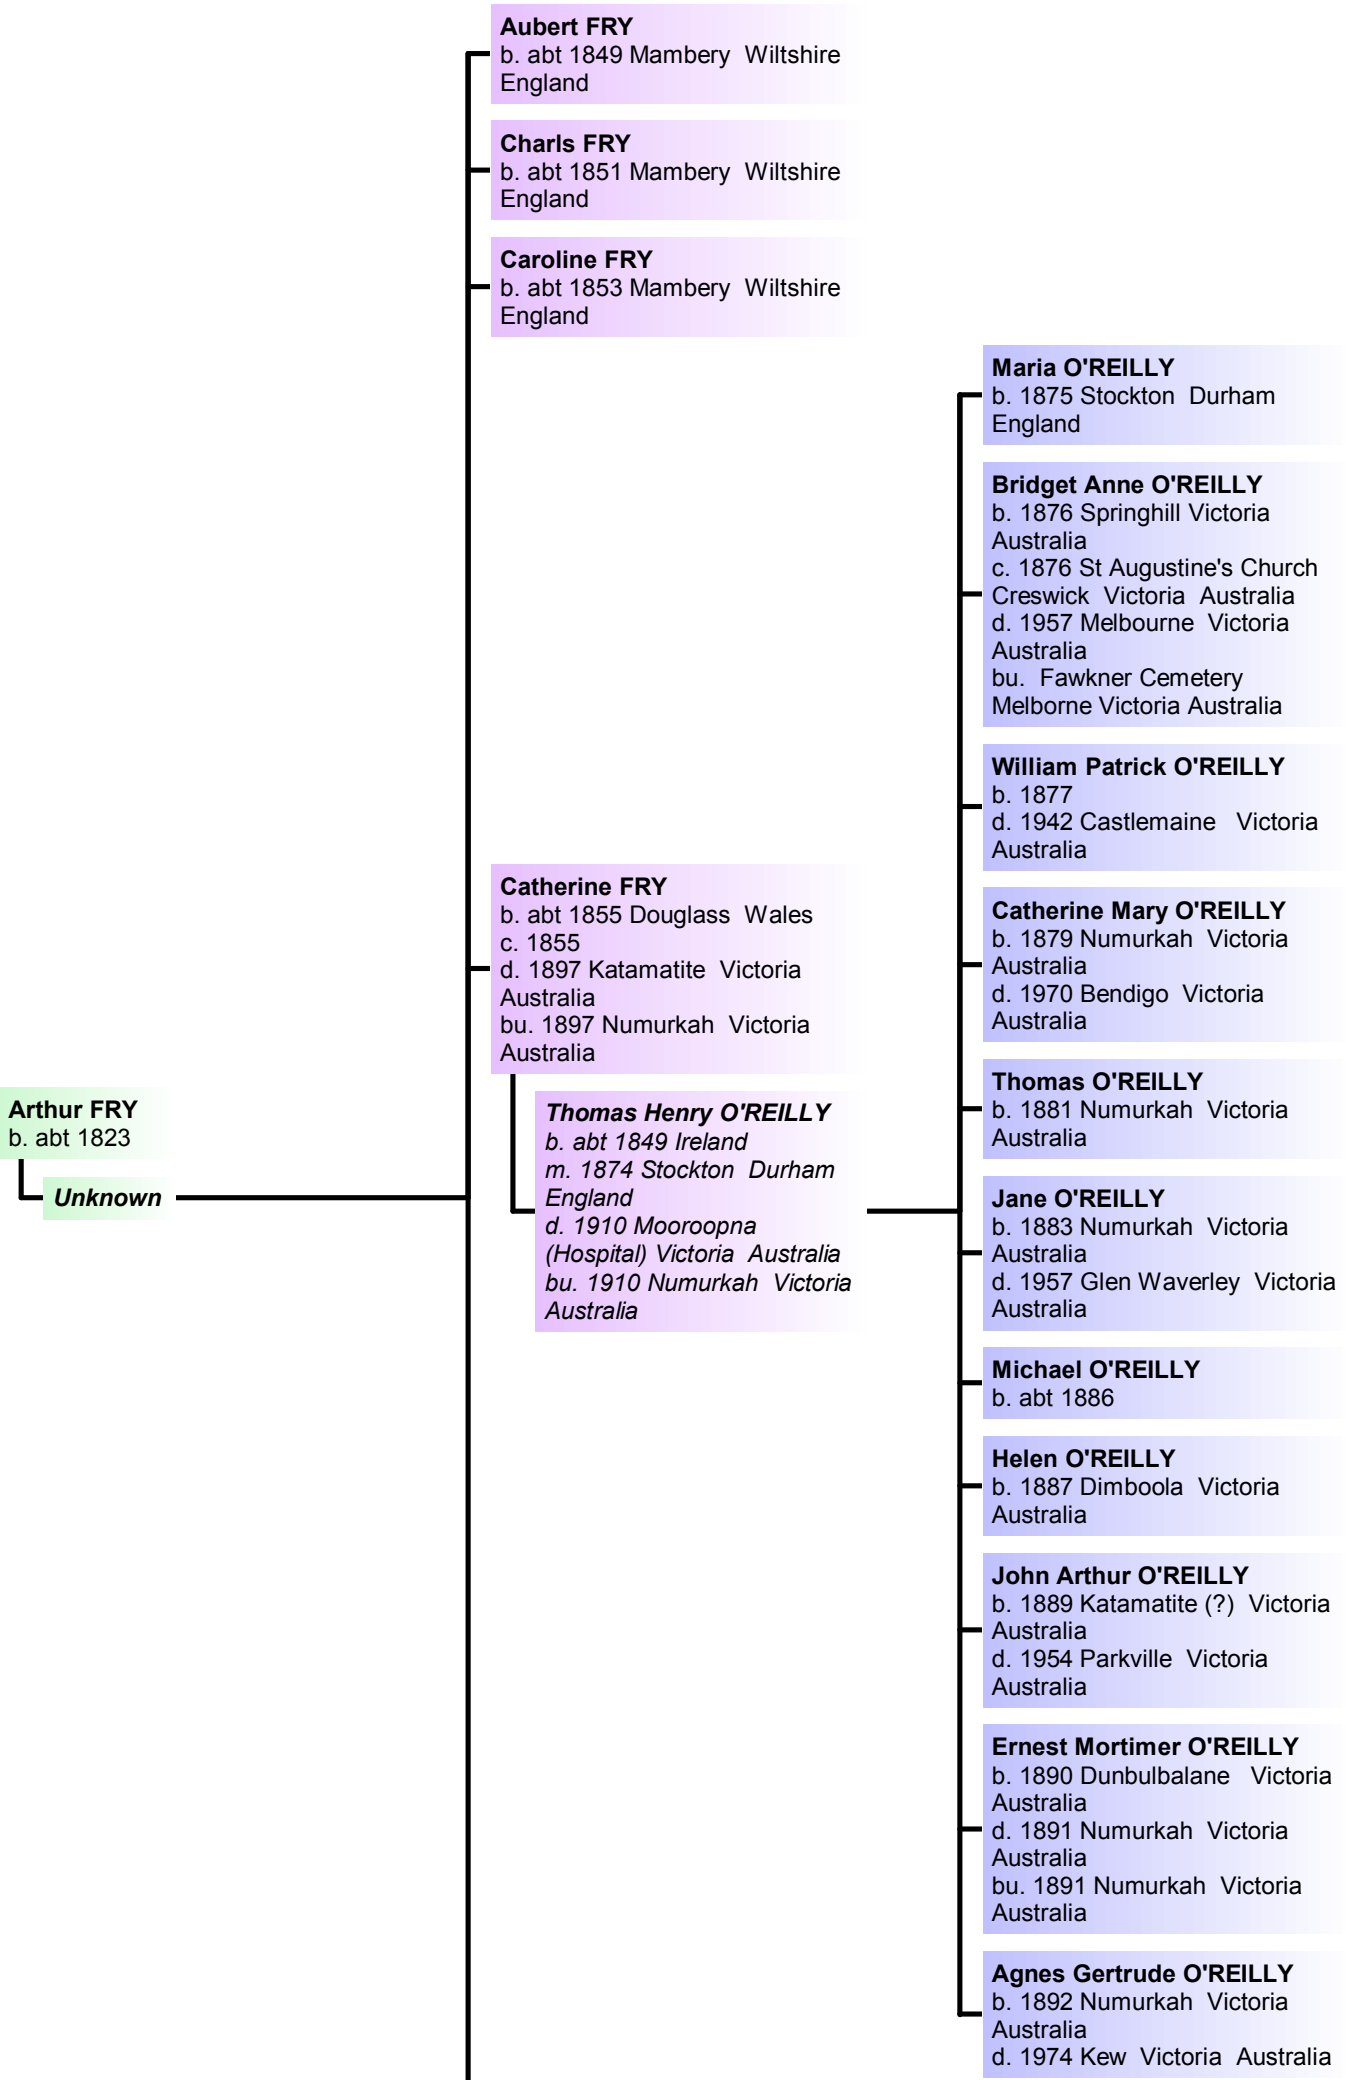 Aubert FRY
b. abt 1849 Mambery Wiltshire
England
Charls FRY
b. abt 1851 Mambery Wiltshire
England
Caroline FRY
b. abt 1853 Mambery Wiltshire
England
Maria O'REILLY
b. 1875 Stockton Durham
England
Bridget Anne O'REILLY
b. 1876 Springhill Victoria
Australia
c. 1876 St Augustine's Church
Creswick Victoria Australia
d. 1957 Melbourne Victoria
Australia
bu. Fawkner Cemetery
Melborne Victoria Australia
William Patrick O'REILLY
b. 1877
d. 1942 Castlemaine Victoria
Australia
Catherine FRY
b. abt 1855 Douglass Wales
c. 1855
d. 1897 Katamatite Victoria
Australia
bu. 1897 Numurkah Victoria
Australia
Catherine Mary O'REILLY
b. 1879 Numurkah Victoria
Australia
d. 1970 Bendigo Victoria
Australia
Thomas O'REILLY
b. 1881 Numurkah Victoria
Australia
Arthur FRY
b. abt 1823
Unknown
Thomas Henry O'REILLY
b. abt 1849 Ireland
m. 1874 Stockton Durham
England
d. 1910 Mooroopna
(Hospital) Victoria Australia
bu. 1910 Numurkah Victoria
Australia
Jane O'REILLY
b. 1883 Numurkah Victoria
Australia
d. 1957 Glen Waverley Victoria
Australia
Michael O'REILLY
b. abt 1886
Helen O'REILLY
b. 1887 Dimboola Victoria
Australia
John Arthur O'REILLY
b. 1889 Katamatite (?) Victoria
Australia
d. 1954 Parkville Victoria
Australia
Ernest Mortimer O'REILLY
b. 1890 Dunbulbalane Victoria
Australia
d. 1891 Numurkah Victoria
Australia
bu. 1891 Numurkah Victoria
Australia
Agnes Gertrude O'REILLY
b. 1892 Numurkah Victoria
Australia
d. 1974 Kew Victoria Australia